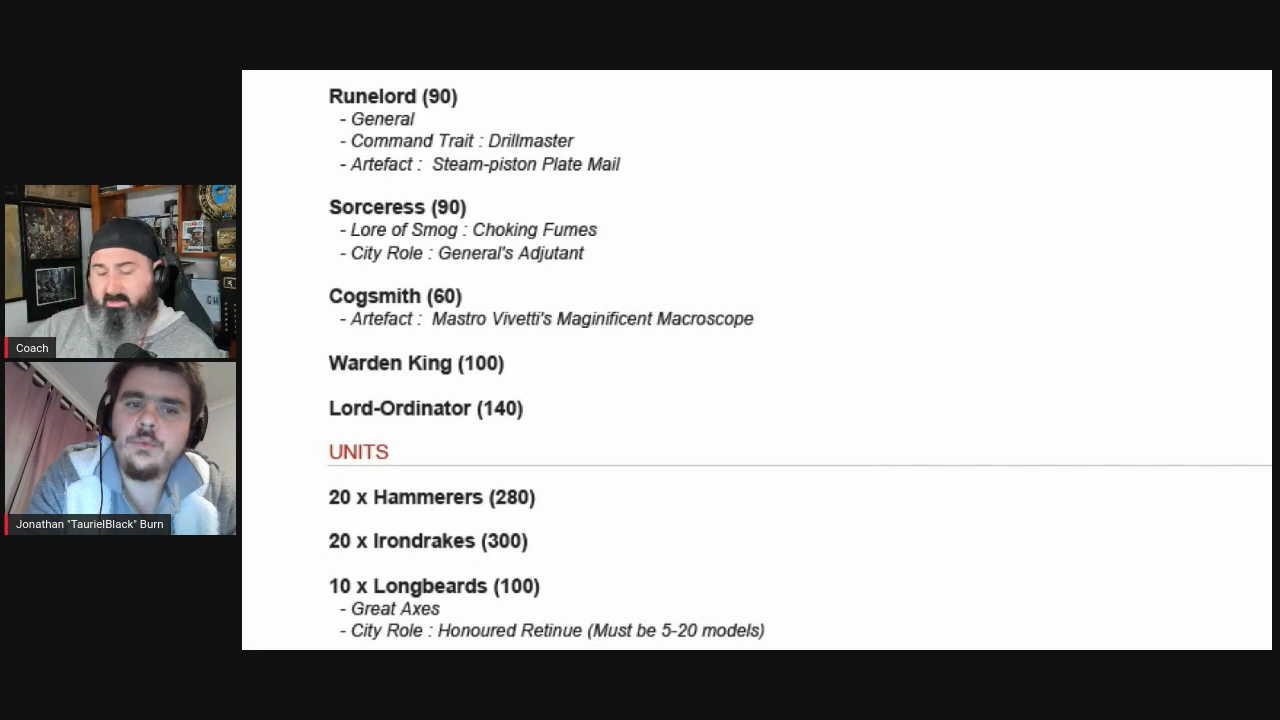 Runelord (90)
- General
- Command Trait : Drillmaster
- Artefact : Steam-piston Plate Mail
Sorceress (90)
- Lore of Smog : Choking Fumes
- City Role : General's Adjutant
Cogsmith (60)
- Artefact : Mastro Vivetti's Maginificent Macroscope
Warden King (100)
Lord-Ordinator (140)
UNITS
20 x Hammerers (280)
20 x Irondrakes (300)
10 x Longbeards (100)
- Great Axes
- City Role : Honoured Retinue (Must be 5-20 models)
Coach
Jonathan "TaurielBlack" Burn